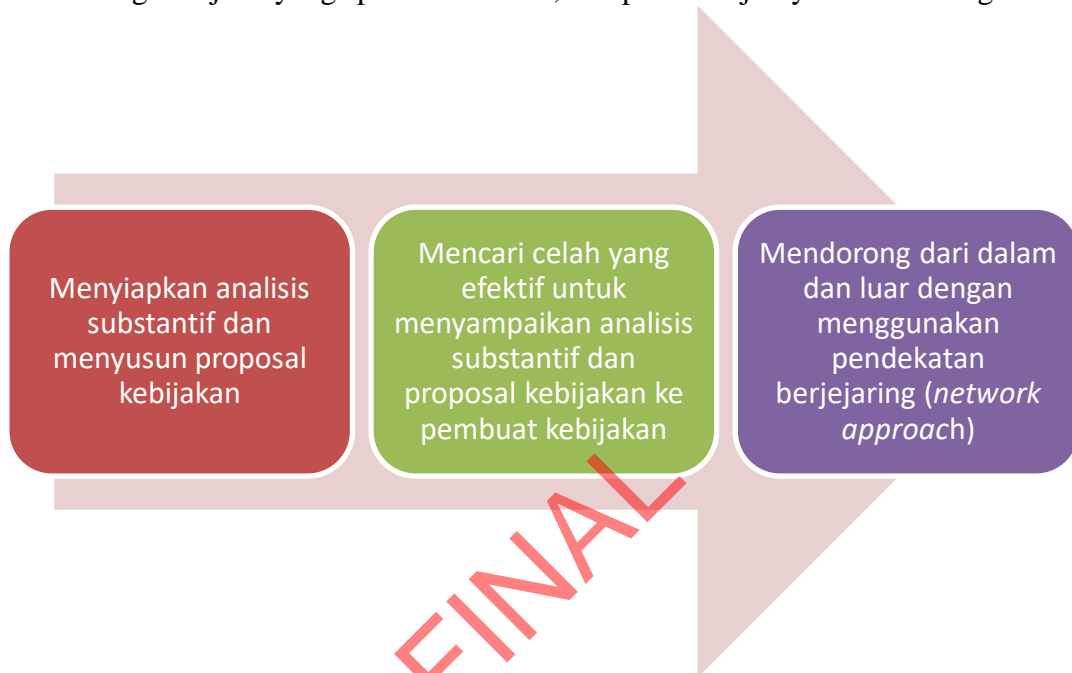 Menyiapkan analisis
substantif dan
menyusun proposal
kebijakan
Mencari celah yang
efektif untuk
menyampaikan analisis
substantif dan
proposal kebijakan ke
pembuat kebijakan
Mendorong dari dalam
dan luar dengan
menggunakan
pendekatan
berjejaring (network
approach)
FINAL